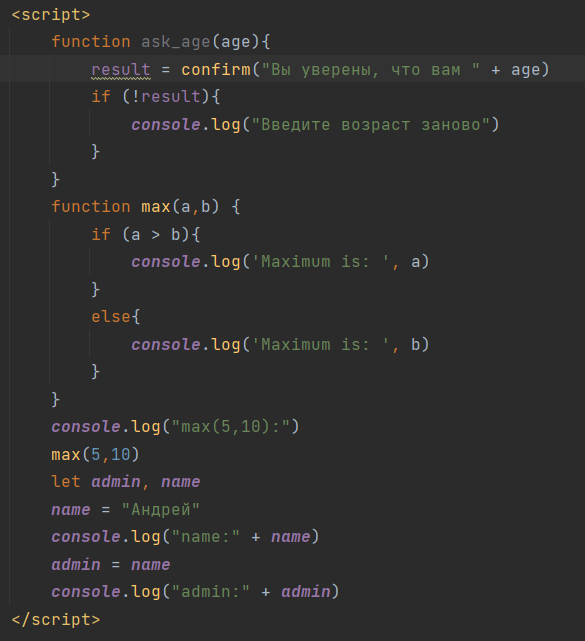 <script>
function ask_age(age){
result = confirm("Вы уверены, что вам " + age)
if (!result){
console.log("Введите возраст заново")
}
}
function max(a,b) {
if (a > b){
console.log('Maximum is: ', a)
}
else{
console.log('Maximum is: ', b)
}
}
console.log("max(5,10):")
max(5,10)
let admin, name
name = "Андрей"
console.log("name:" + name)
admin = name
console.log("admin:" + admin)
</script>